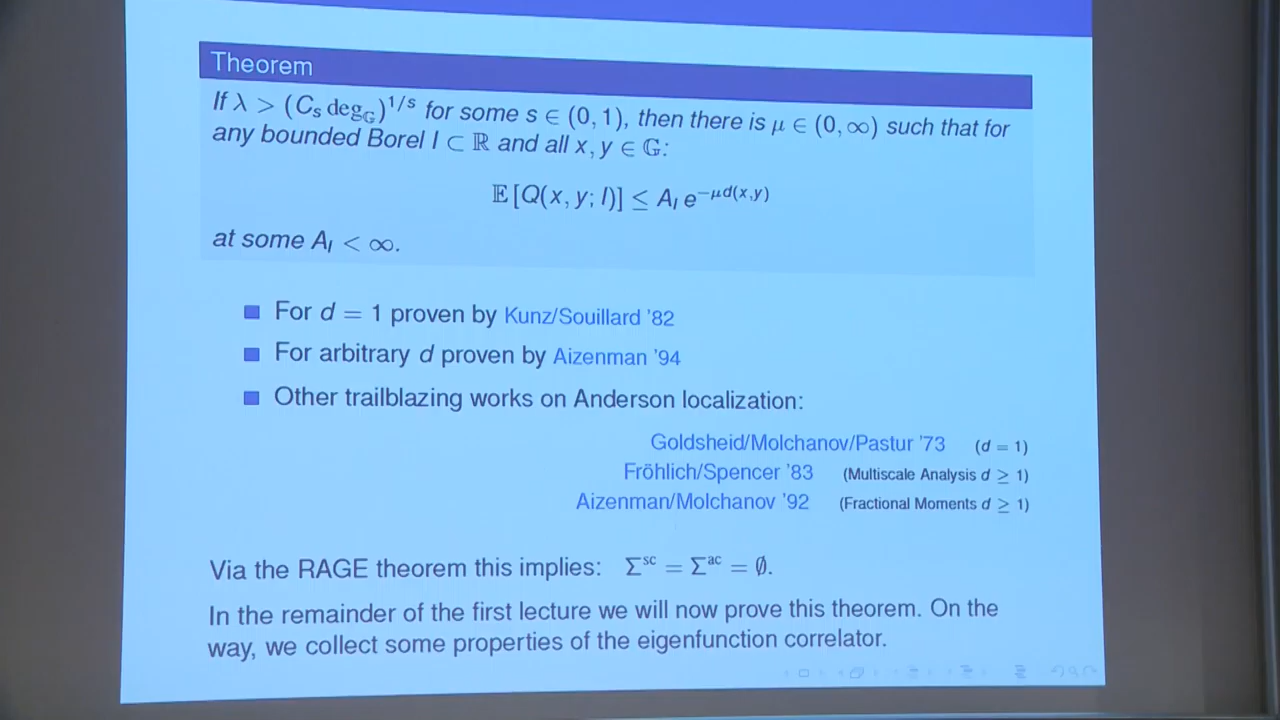 Theorem
If λ > (C_s deg_𝔾)^{1/s} for some s ∈ (0, 1), then there is μ ∈ (0, ∞) such that for
any bounded Borel I ⊂ ℝ and all x, y ∈ 𝔾:
𝔼 [Q(x, y; I)] ≤ A_I e^{−μd(x,y)}
at some A_I < ∞.
For d = 1 proven by Kunz/Souillard '82
For arbitrary d proven by Aizenman '94
Other trailblazing works on Anderson localization:
Goldsheid/Molchanov/Pastur '73 (d = 1)
Fröhlich/Spencer '83 (Multiscale Analysis d ≥ 1)
Aizenman/Molchanov '92 (Fractional Moments d ≥ 1)
Via the RAGE theorem this implies: Σ^{sc} = Σ^{ac} = ∅.
In the remainder of the first lecture we will now prove this theorem. On the
way, we collect some properties of the eigenfunction correlator.